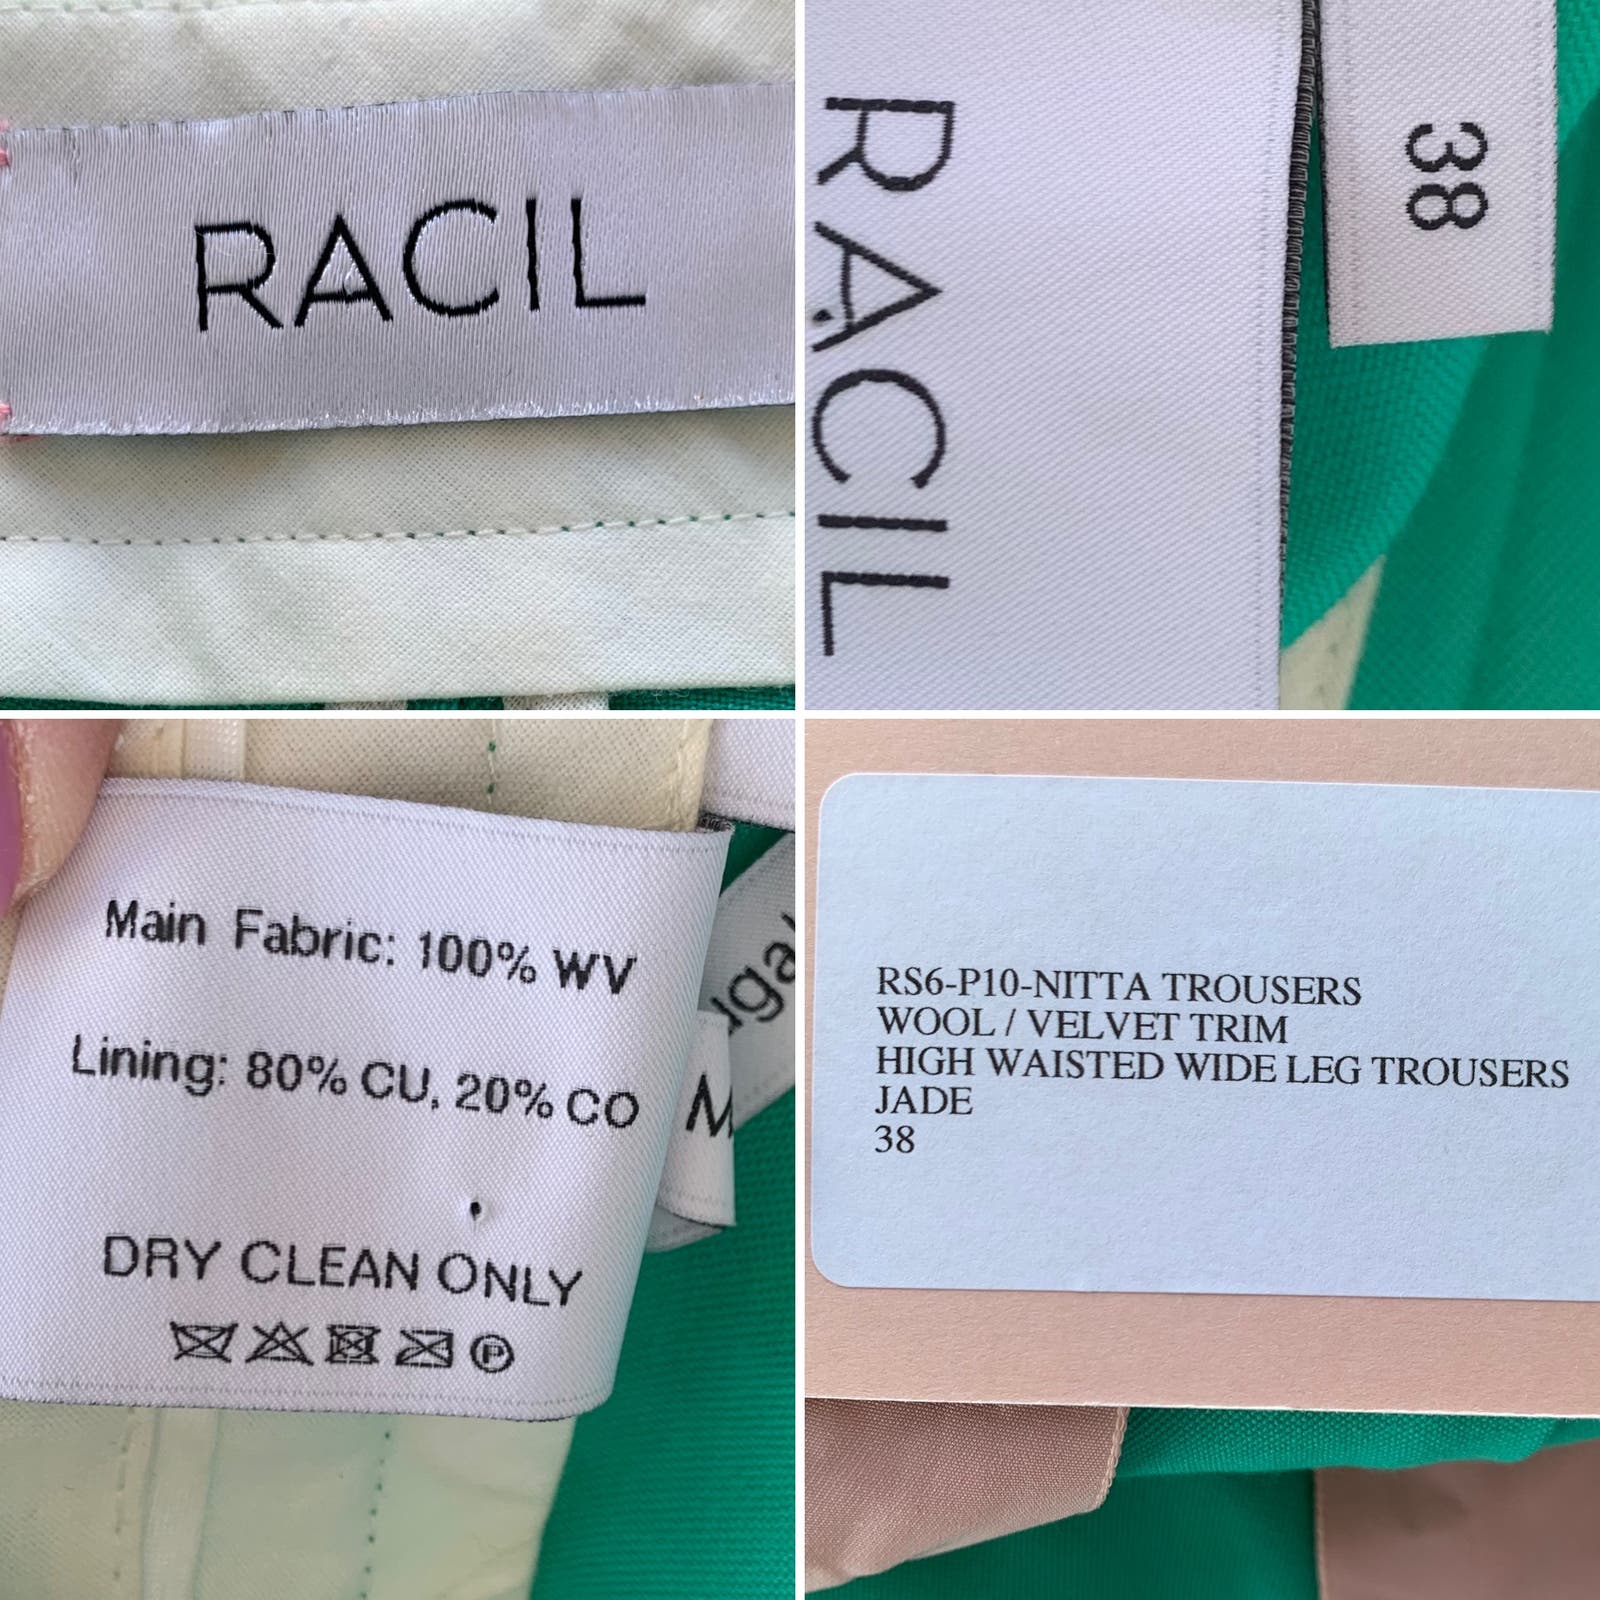 RACIL
RACIL
38
Main Fabric: 100% WV
Lining: 80% CU, 20% CO
DRY CLEAN ONLY
P
RS6-P10-NITTA TROUSERS
WOOL / VELVET TRIM
HIGH WAISTED WIDE LEG TROUSERS
JADE
38